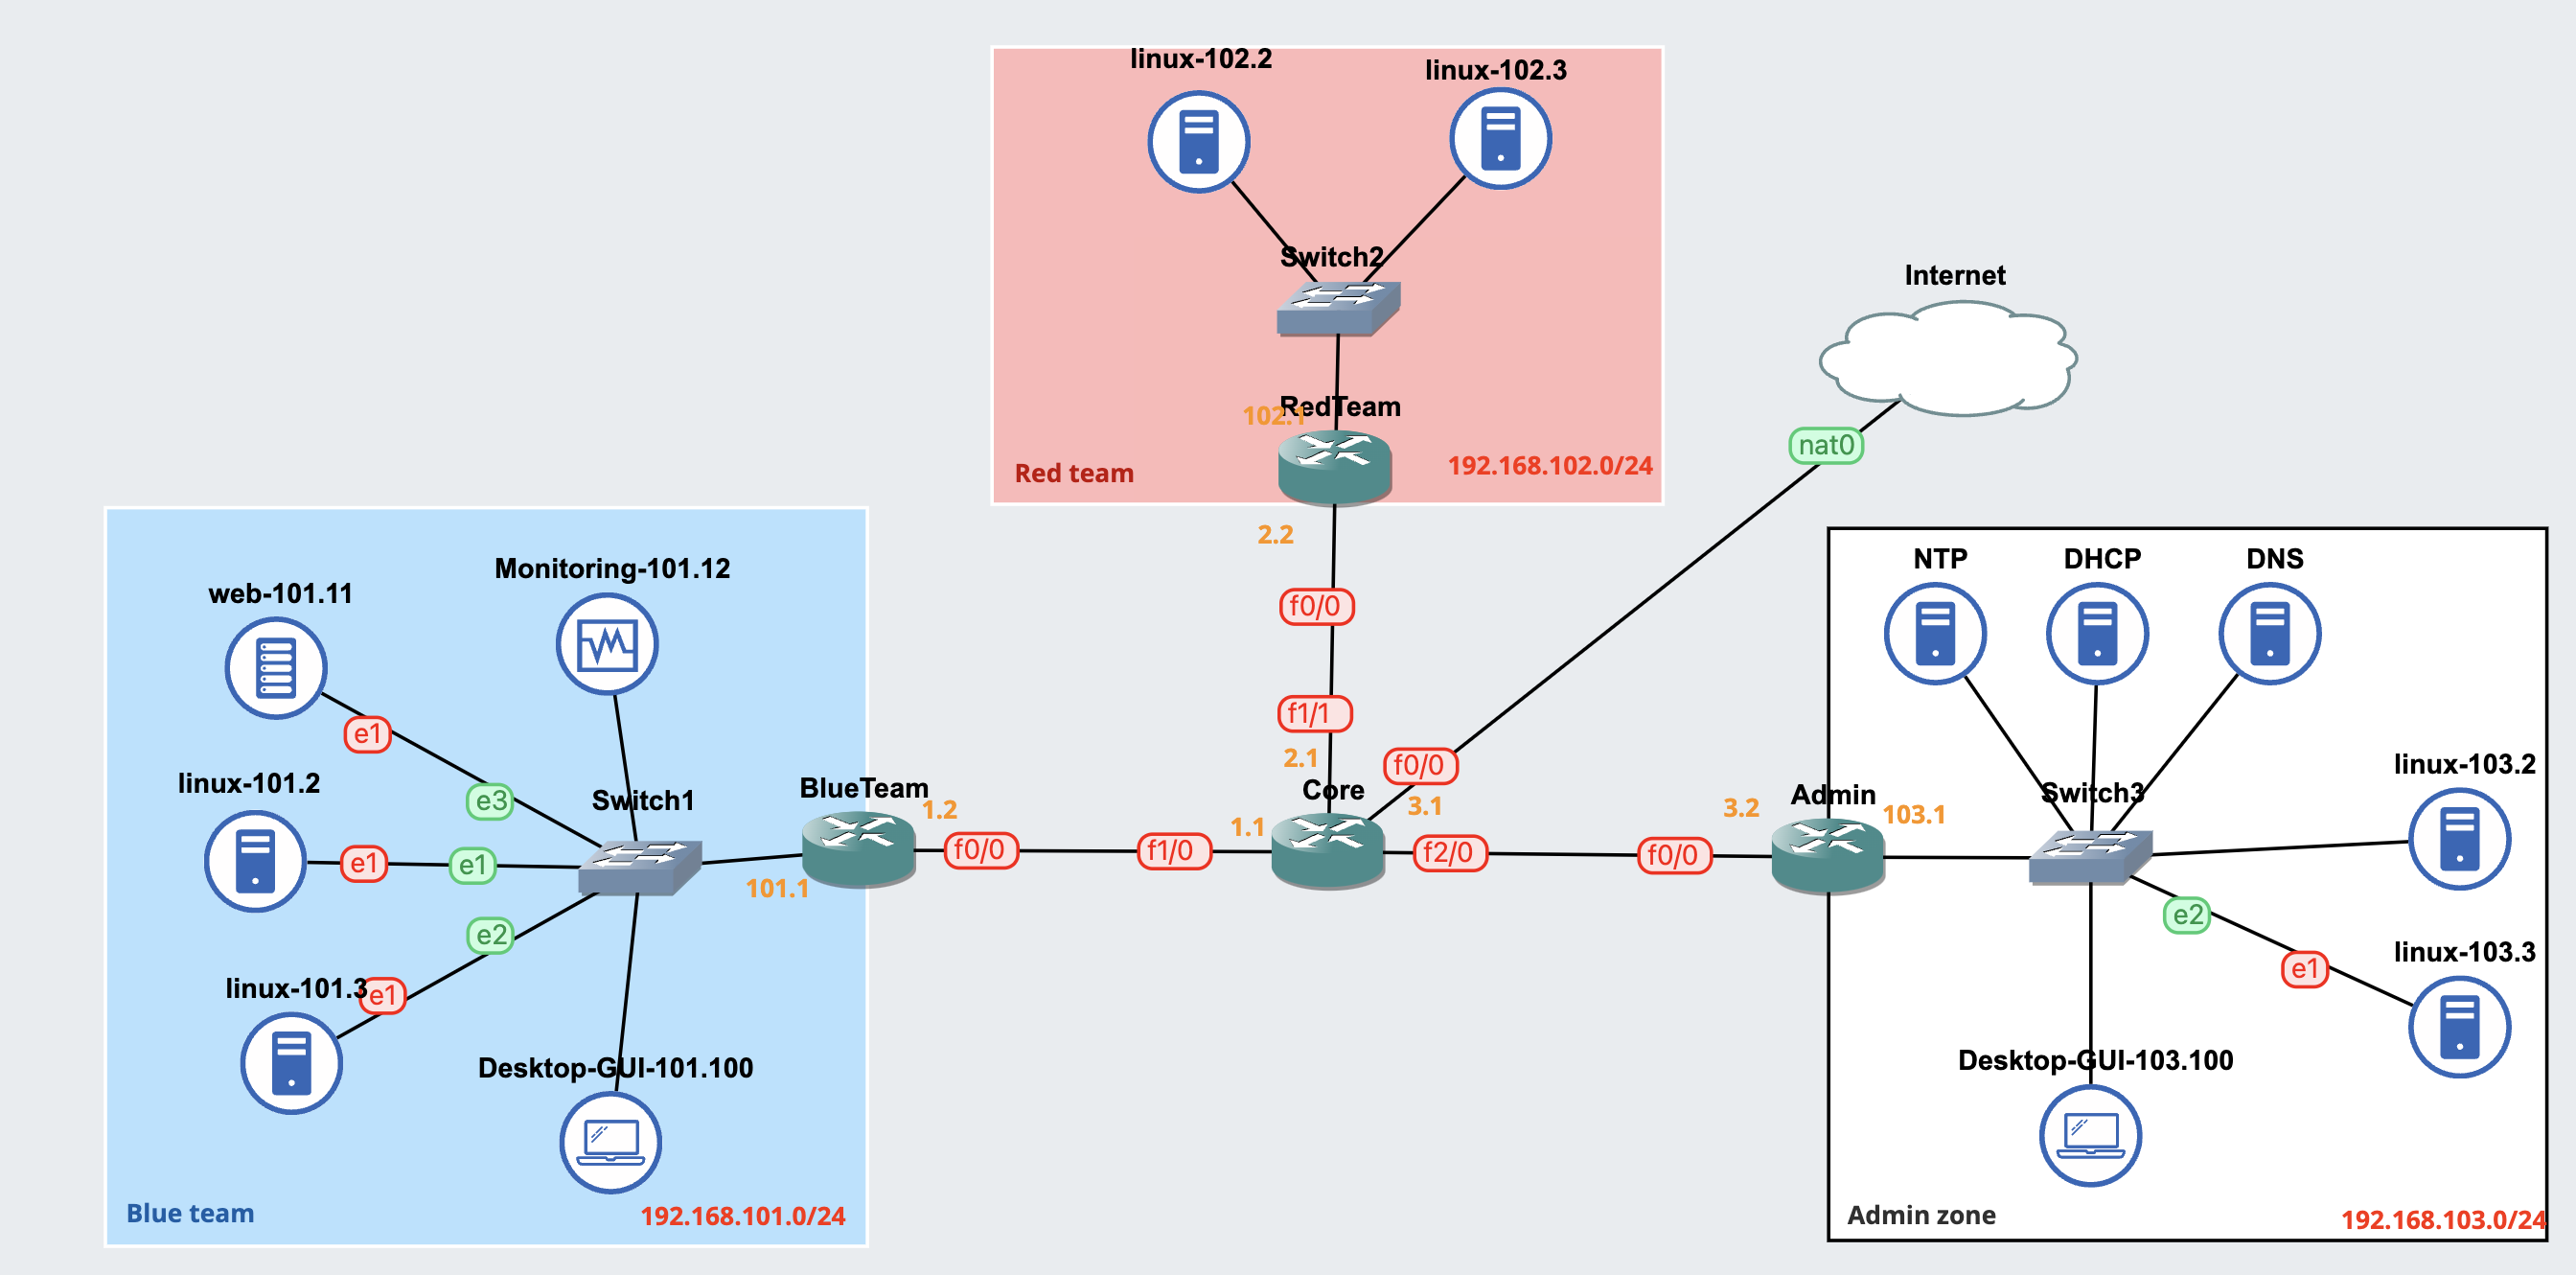 linux-102.2
linux-102.3
Switch2
RedTeam
102.1
Red team
192.168.102.0/24
2.2
f0/0
f1/1
2.1
Internet
nat0
f0/0
3.1
Core
1.1
f1/0
f2/0
web-101.11
Monitoring-101.12
e1
e3
linux-101.2
e1
e1
Switch1
BlueTeam
1.2
f0/0
101.1
e2
linux-101.3
e1
Desktop-GUI-101.100
Blue team
192.168.101.0/24
NTP
DHCP
DNS
3.2
Admin
103.1
f0/0
Switch3
linux-103.2
e2
e1
linux-103.3
Desktop-GUI-103.100
Admin zone
192.168.103.0/24